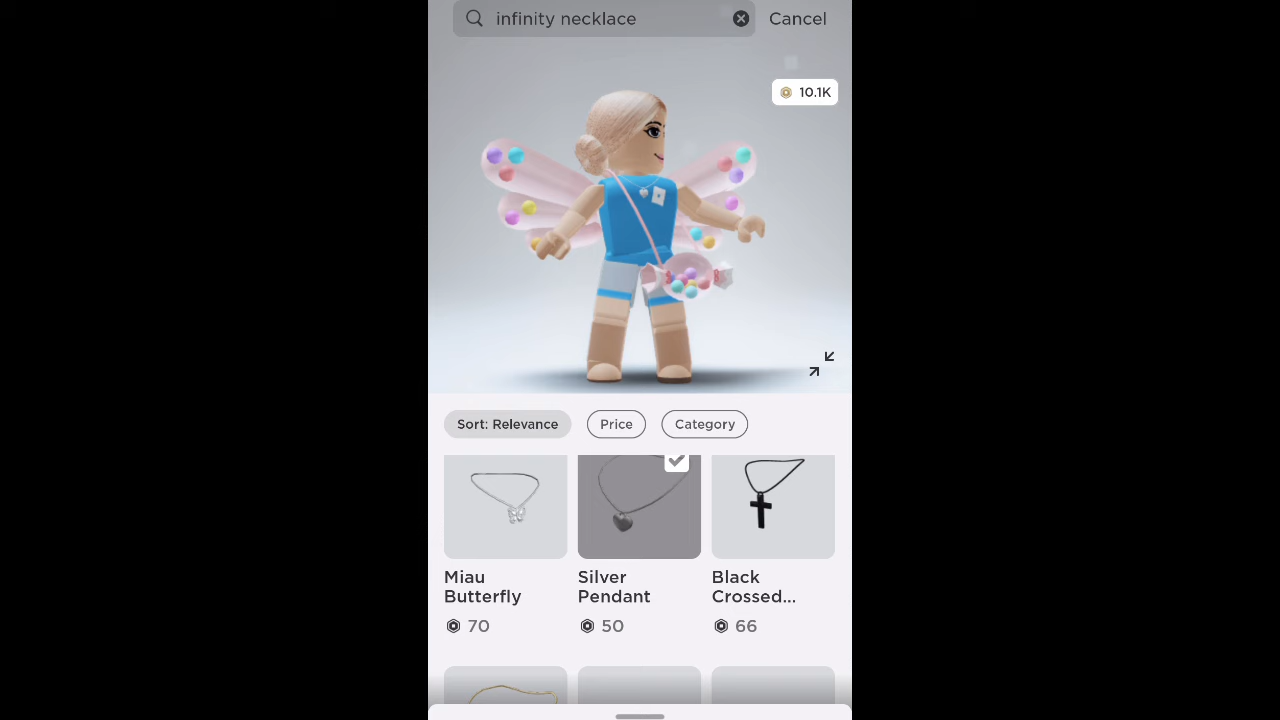 infinity necklace
Cancel
10.1K
Sort: Relevance
Price
Category
Miau
Butterfly
70
Silver
Pendant
50
Black
Crossed...
66